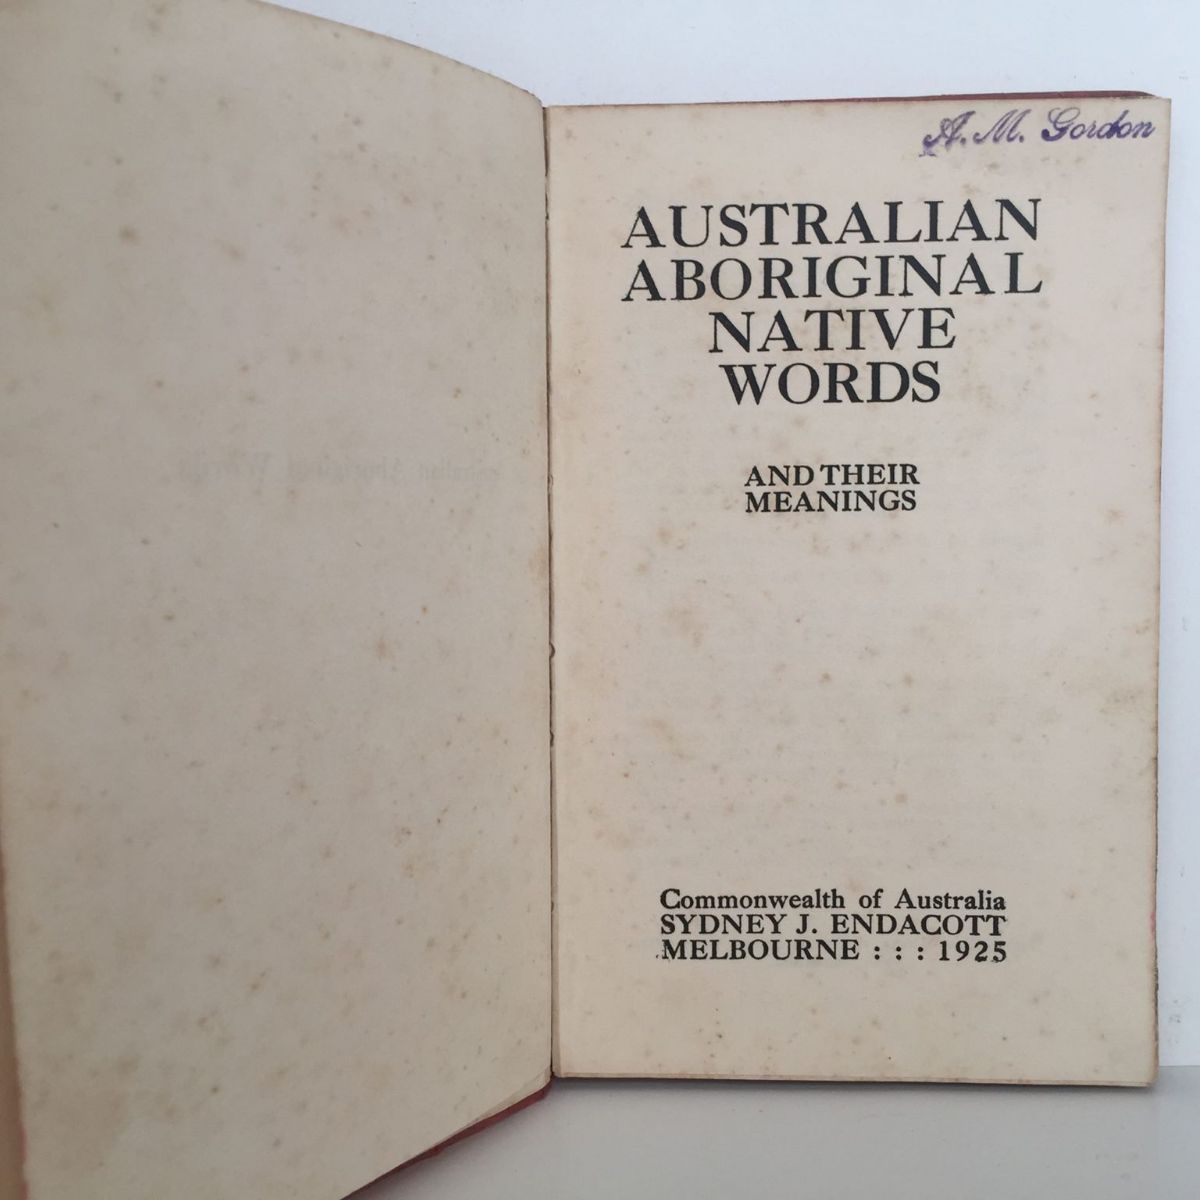 A. M. Gordon
AUSTRALIAN
ABORIGINAL
NATIVE
WORDS
AND THEIR
MEANINGS
Commonwealth of Australia
SYDNEY J. ENDACOTT
MELBOURNE : : : 1925